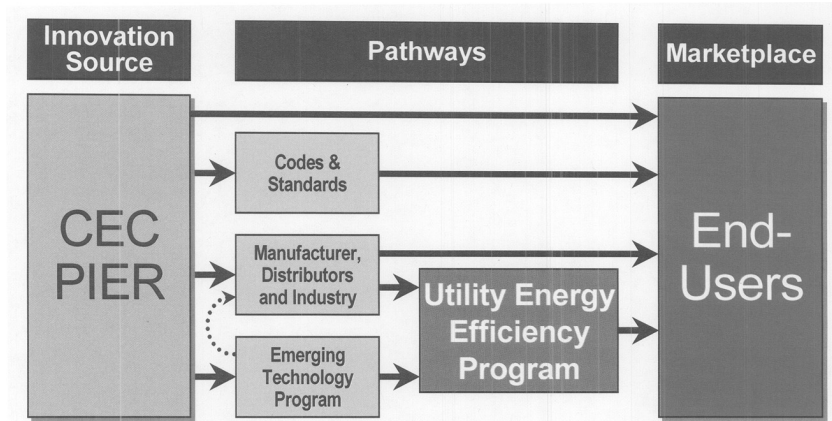 Innovation
Source
Pathways
Marketplace
CEC
PIER
Codes &
Standards
Manufacturer,
Distributors
and Industry
Emerging
Technology
Program
Utility Energy
Efficiency
Program
End-
Users